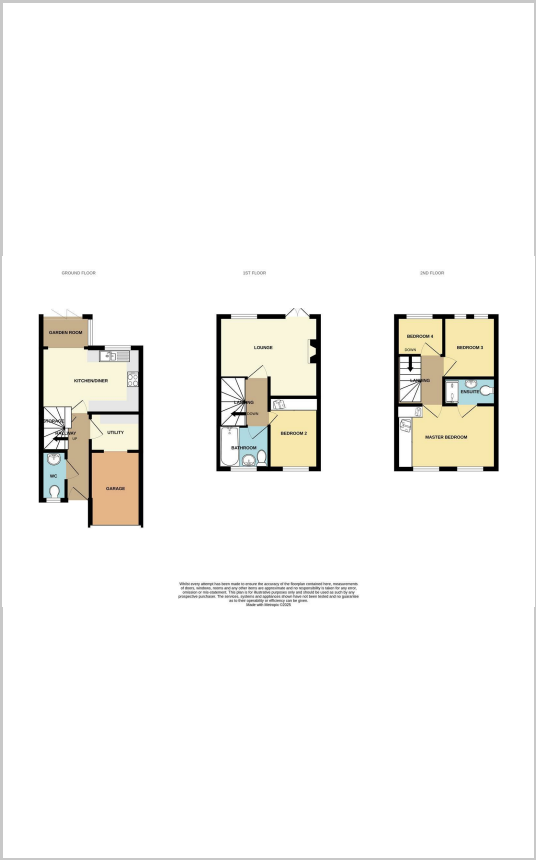 GROUND FLOOR
1ST FLOOR
2ND FLOOR
GARDEN ROOM
KITCHEN/DINER
STORAGE
HALLWAY
UP
UTILITY
WC
GARAGE
LOUNGE
LANDING
DOWN
BEDROOM 2
BATHROOM
BEDROOM 4
BEDROOM 3
DOWN
LANDING
ENSUITE
MASTER BEDROOM
Whilst every attempt has been made to ensure the accuracy of the floorplan contained here, measurements
of doors, windows, rooms and any other items are approximate and no responsibility is taken for any error,
omission or mis-statement. This plan is for illustrative purposes only and should be used as such by any
prospective purchaser. The services, systems and appliances shown have not been tested and no guarantee
as to their operability or efficiency can be given.
Made with Metropix ©2025